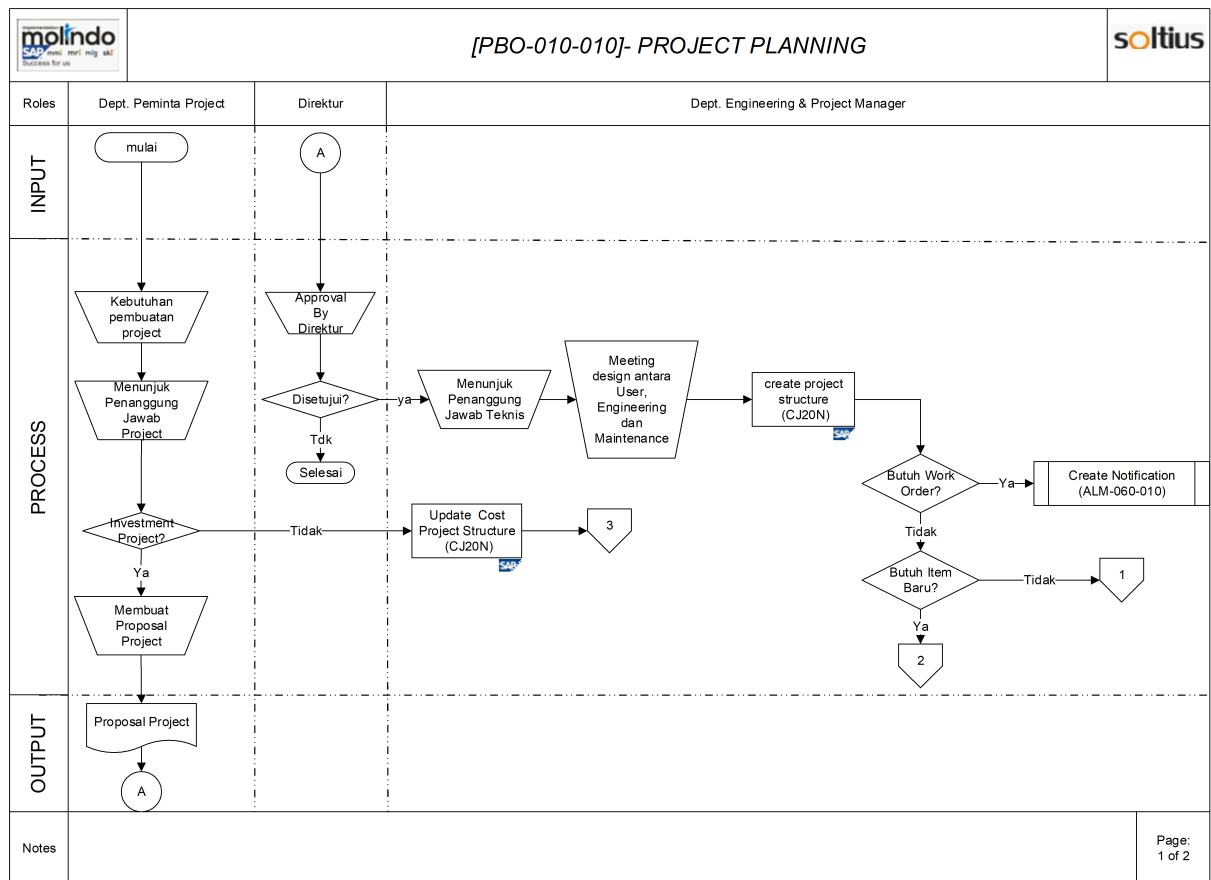 Implementation
molindo
SAP mmi mri mlg skt
Success for us
[PBO-010-010]- PROJECT PLANNING
soltius
Roles
Dept. Peminta Project
Direktur
Dept. Engineering & Project Manager
INPUT
mulai
A
PROCESS
Kebutuhan
pembuatan
project
Approval
By
Direktur
Menunjuk
Penanggung
Jawab
Project
Disetujui?
ya
Menunjuk
Penanggung
Jawab Teknis
Meeting
design antara
User,
Engineering
dan
Maintenance
create project
structure
(CJ20N)
SAP
Tdk
Selesai
Butuh Work
Order?
Ya
Create Notification
(ALM-060-010)
Investment
Project?
Tidak
Update Cost
Project Structure
(CJ20N)
SAP
3
Tidak
Butuh Item
Baru?
Tidak
1
Ya
Membuat
Proposal
Project
Ya
2
OUTPUT
Proposal Project
A
Notes
Page:
1 of 2